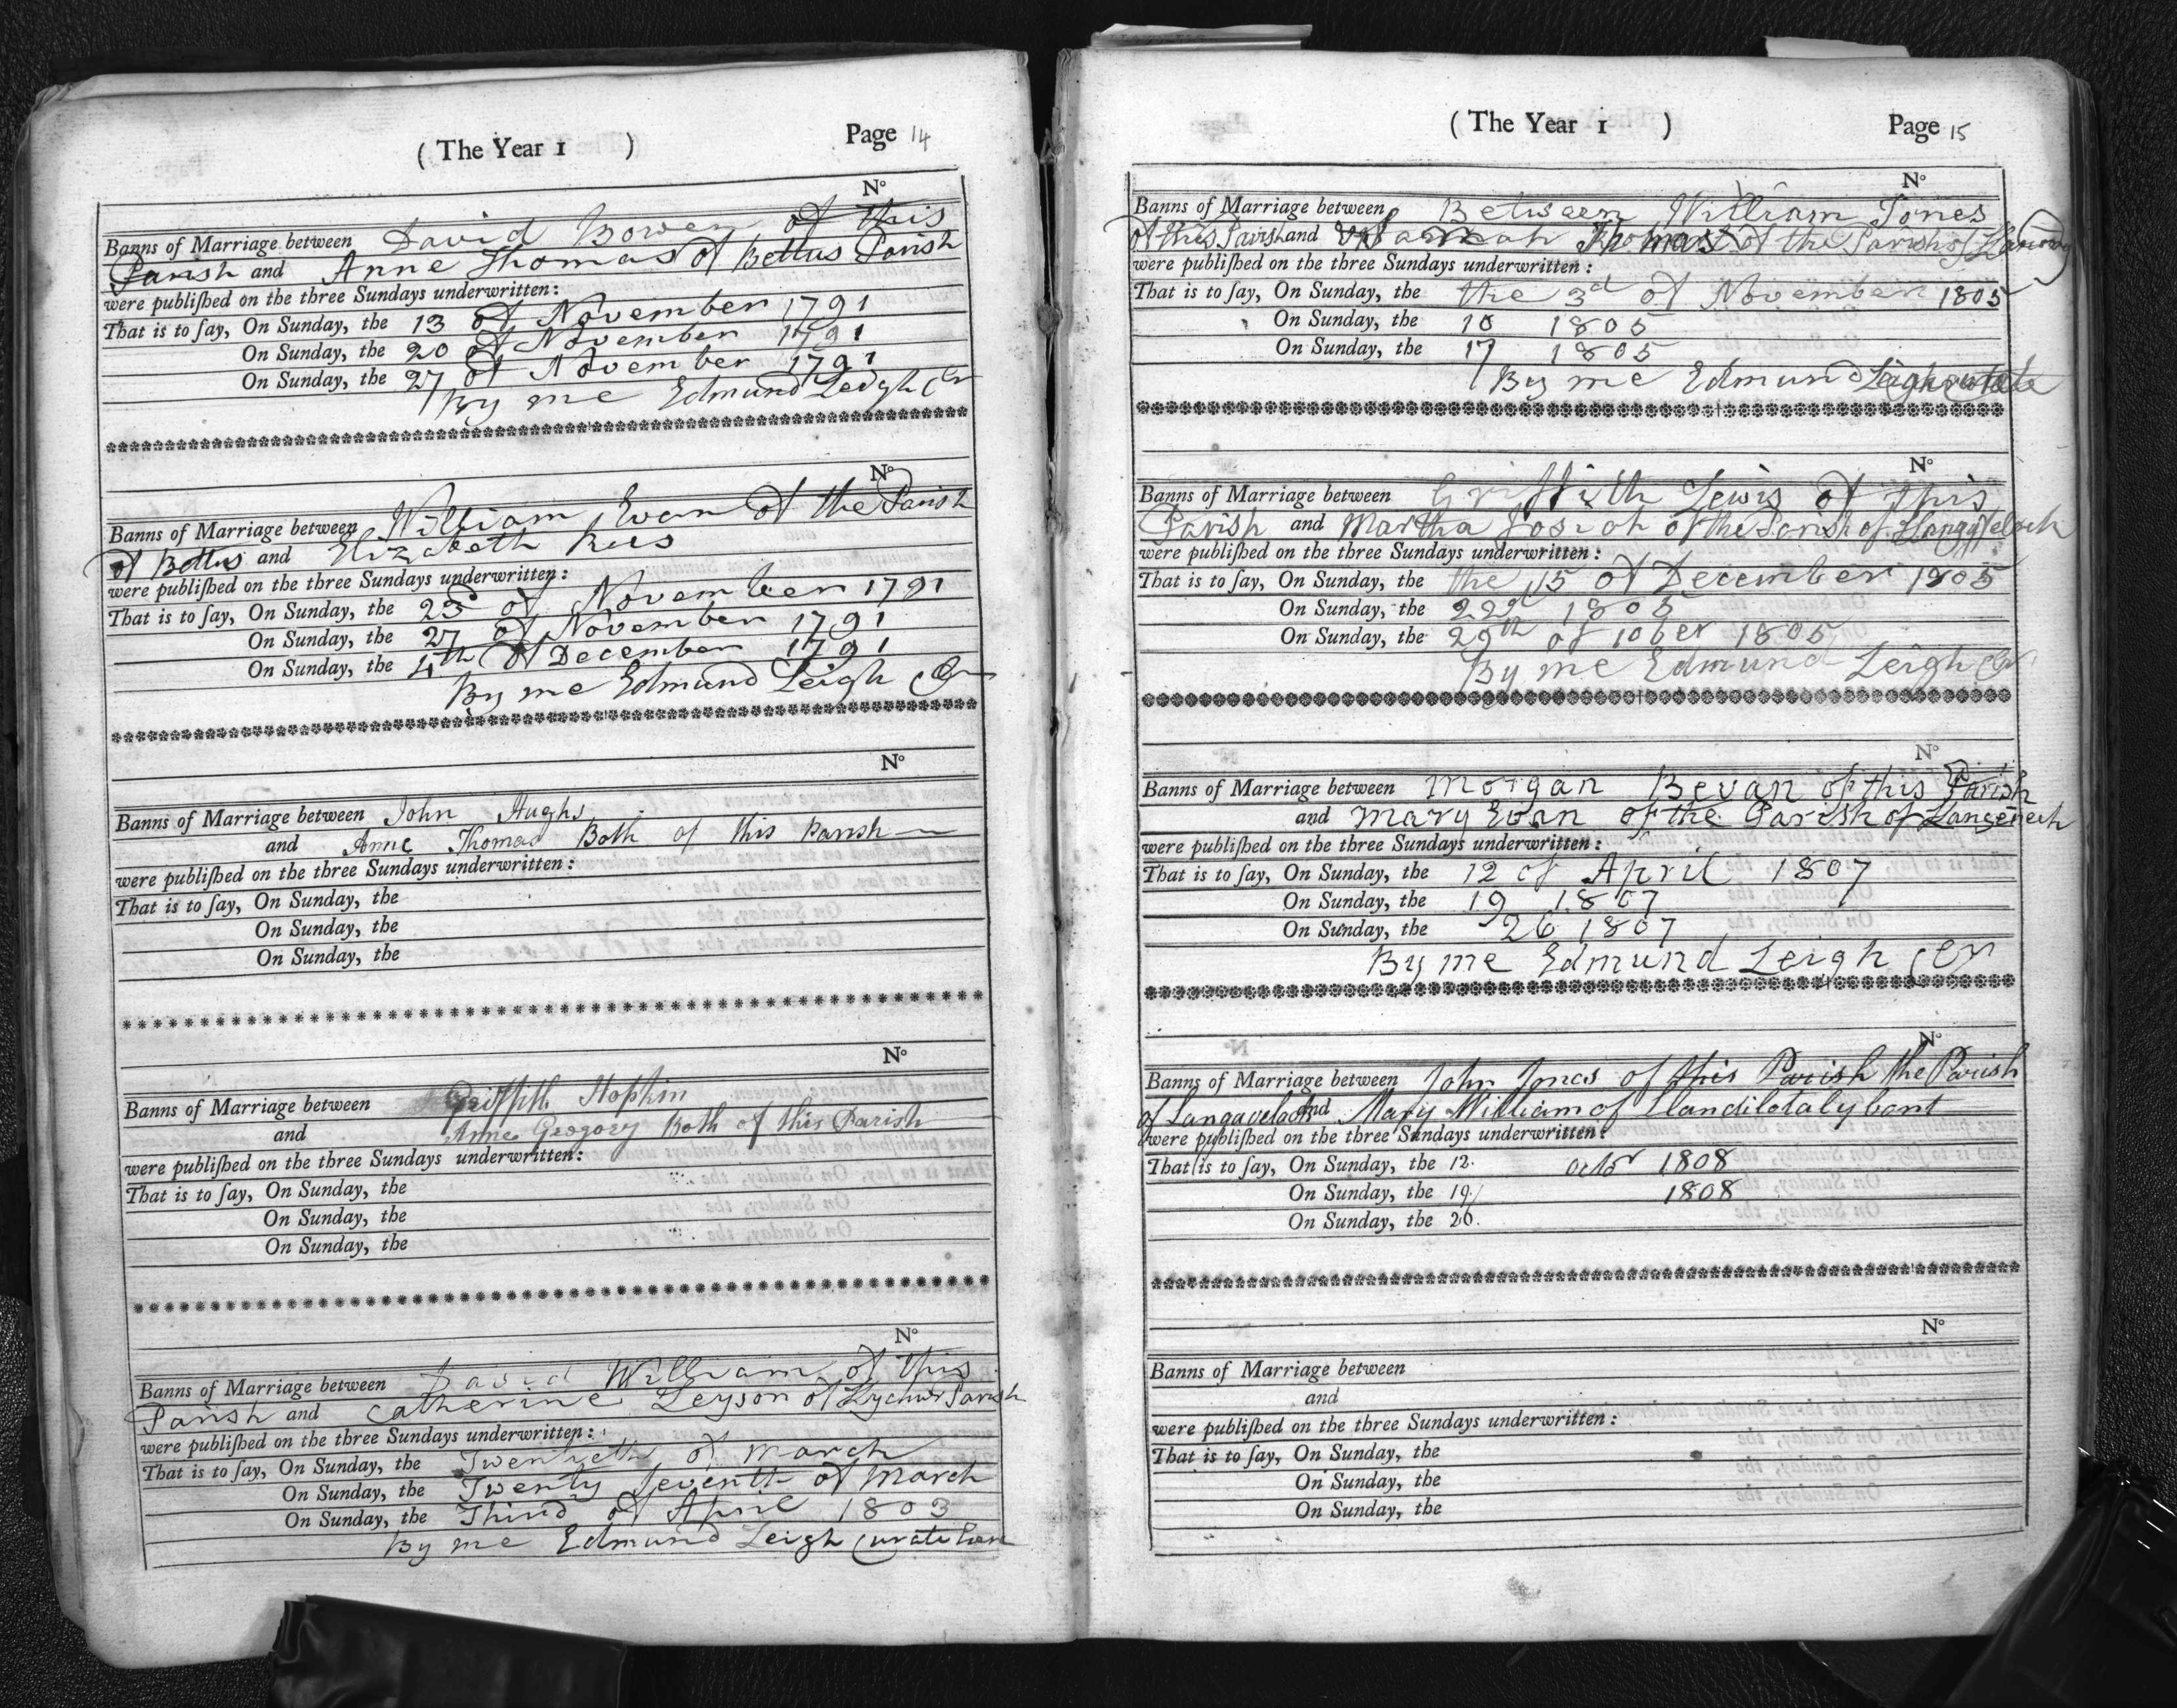 ( The Year 1 ) Page 14
No
Banns of Marriage between David Bowen of this
Parish and Anne Thomas of Bettus Parish
were publiſhed on the three Sundays underwritten:
That is to ſay, On Sunday, the 13 of November 1791
On Sunday, the 20 of November 1791
On Sunday, the 27 of November 1791
By me Edmund Leigh Cr
No
Banns of Marriage between William Evan of the Parish
of Bettus and Elizabeth Rees
were publiſhed on the three Sundays underwritten:
That is to ſay, On Sunday, the of November 1791
On Sunday, the 27 of November 1791
On Sunday, the 4th of December 1791
By me Edmund Leigh Cr
No
Banns of Marriage between John Hughs
and Anne Thomas Both of this Parish
were publiſhed on the three Sundays underwritten:
That is to ſay, On Sunday, the
On Sunday, the
On Sunday, the
No
Banns of Marriage between Griffith Hopkin
and Anne Gregory Both of this Parish
were publiſhed on the three Sundays underwritten:
That is to ſay, On Sunday, the
On Sunday, the
On Sunday, the
No
Banns of Marriage between David William of this
Parish and Catherine Leyson of Parish
were publiſhed on the three Sundays underwritten:
That is to ſay, On Sunday, the Twentieth of March
On Sunday, the Twenty Seventh of March
On Sunday, the Third of April 1803
By me Edmund Leigh Curate
( The Year 1 ) Page 15
No
Banns of Marriage between Between William Jones
of this Parish and Hannah Thomas of the Parish of
were publiſhed on the three Sundays underwritten:
That is to ſay, On Sunday, the the 3d of November 1805
On Sunday, the 10 1805
On Sunday, the 17 1805
By me Edmund Leigh
No
Banns of Marriage between Griffith Lewis of this
Parish and Martha Josiah of the Parish of Llangyfelach
were publiſhed on the three Sundays underwritten:
That is to ſay, On Sunday, the the 15 of December 1805
On Sunday, the 22d 1805
On Sunday, the 29th of 10ber 1805
By me Edmund Leigh Cr
No
Banns of Marriage between Morgan Bevan of this Parish
and Mary Evan of the Parish of Langenech
were publiſhed on the three Sundays underwritten:
That is to ſay, On Sunday, the 12 of April 1807
On Sunday, the 19 1807
On Sunday, the 26 1807
By me Edmund Leigh Cr
No
Banns of Marriage between John Jones of this Parish the Parish
of Langavelach and Mary William of Llandilotalybont
were publiſhed on the three Sundays underwritten:
That is to ſay, On Sunday, the 12. Octor 1808
On Sunday, the 19. 1808
On Sunday, the 26.
No
Banns of Marriage between
and
were publiſhed on the three Sundays underwritten:
That is to ſay, On Sunday, the
On Sunday, the
On Sunday, the